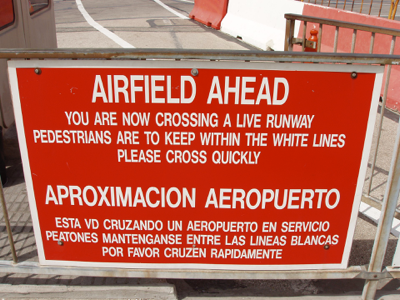 AIRFIELD AHEAD
YOU ARE NOW CROSSING A LIVE RUNWAY
PEDESTRIANS ARE TO KEEP WITHIN THE WHITE LINES
PLEASE CROSS QUICKLY
APROXIMACION AEROPUERTO
ESTA VD CRUZANDO UN AEROPUERTO EN SERVICIO
PEATONES MANTENGANSE ENTRE LAS LINEAS BLANCAS
POR FAVOR CRUZEN RAPIDAMENTE